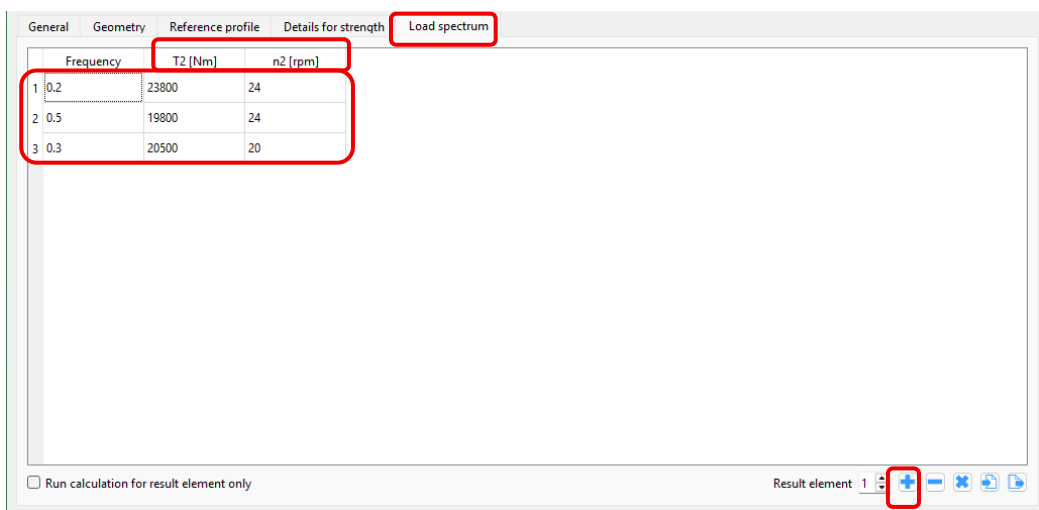 General Geometry Reference profile Details for strength Load spectrum
Frequency T2 [Nm] n2 [rpm]
1 0.2 23800 24
2 0.5 19800 24
3 0.3 20500 20
Run calculation for result element only Result element 1